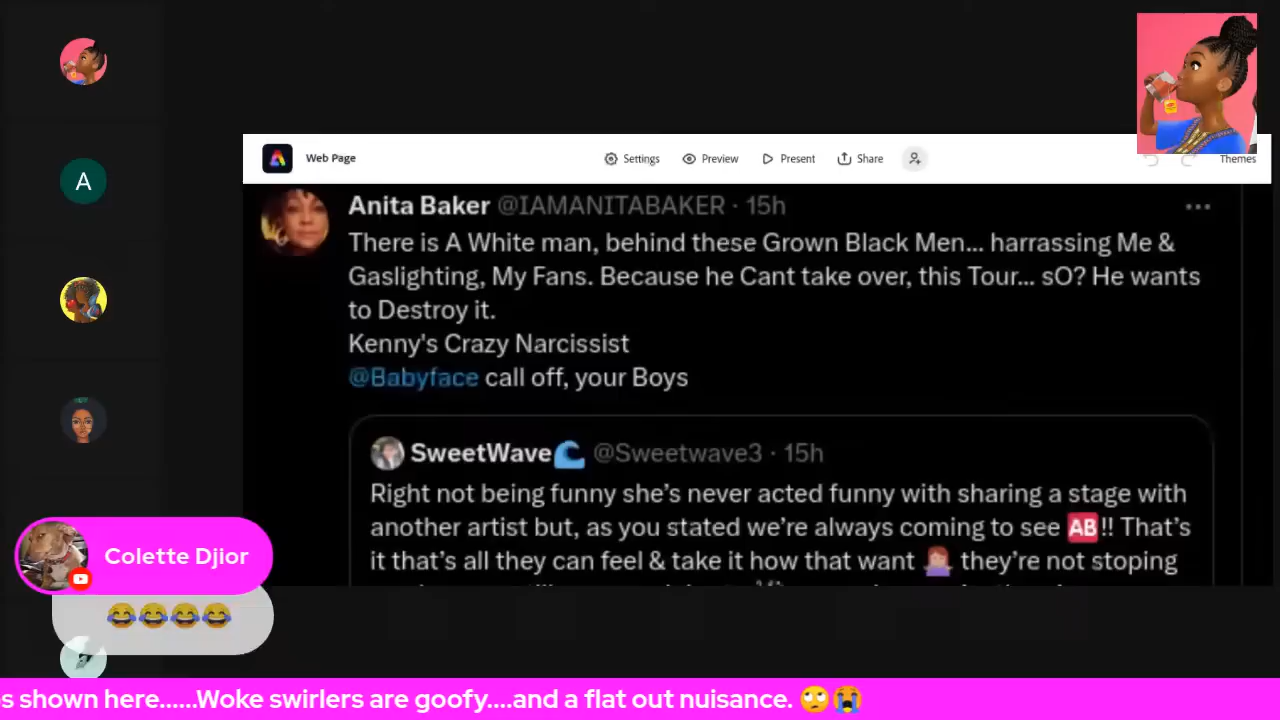 Web Page
Settings
Preview
Present
Share
Themes
A
Anita Baker @IAMANITABAKER · 15h
There is A White man, behind these Grown Black Men... harrassing Me &
Gaslighting, My Fans. Because he Cant take over, this Tour... sO? He wants
to Destroy it.
Kenny's Crazy Narcissist
@Babyface call off, your Boys
SweetWave🌊 @Sweetwave3 · 15h
Right not being funny she's never acted funny with sharing a stage with
another artist but, as you stated we're always coming to see 🆎!! That's
it that's all they can feel & take it how that want 🤷🏽‍♀️ they're not stoping
Colette Djior
😂😂😂😂
s shown here......Woke swirlers are goofy....and a flat out nuisance. 🙄😭